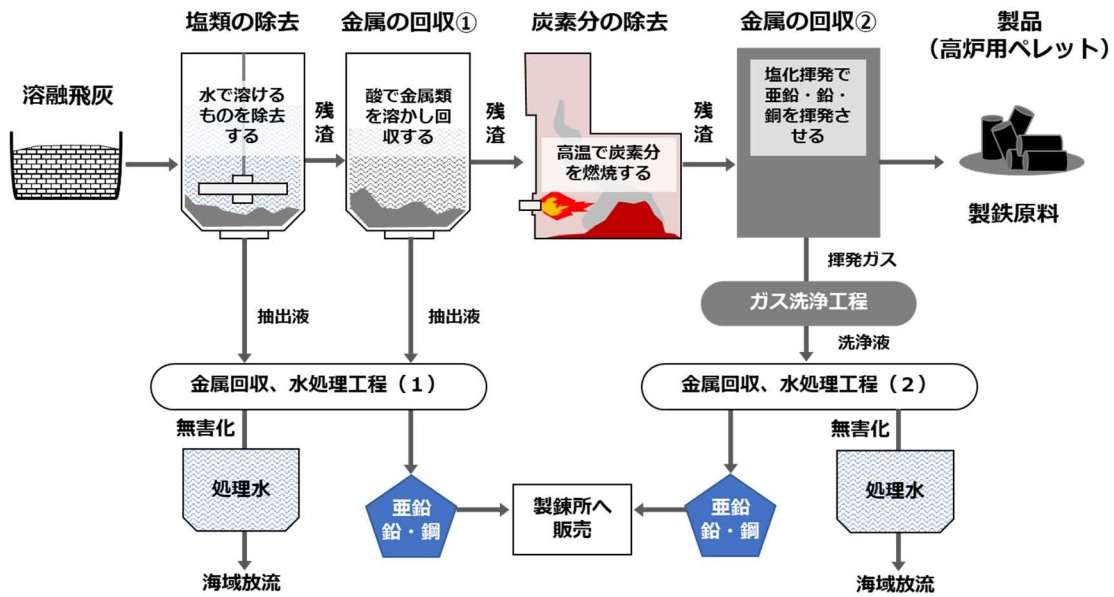 塩類の除去
金属の回収①
炭素分の除去
金属の回収②
製品
（高炉用ペレット）
溶融飛灰
水で溶ける
ものを除去
する
残
渣
酸で金属類
を溶かし回
収する
残
渣
高温で炭素分
を燃焼する
残
渣
塩化揮発で
亜鉛・鉛・
銅を揮発さ
せる
製鉄原料
揮発ガス
ガス洗浄工程
抽出液
抽出液
洗浄液
金属回収、水処理工程（１）
金属回収、水処理工程（２）
無害化
無害化
処理水
亜鉛
鉛・鋼
製錬所へ
販売
亜鉛
鉛・鋼
処理水
海域放流
海域放流